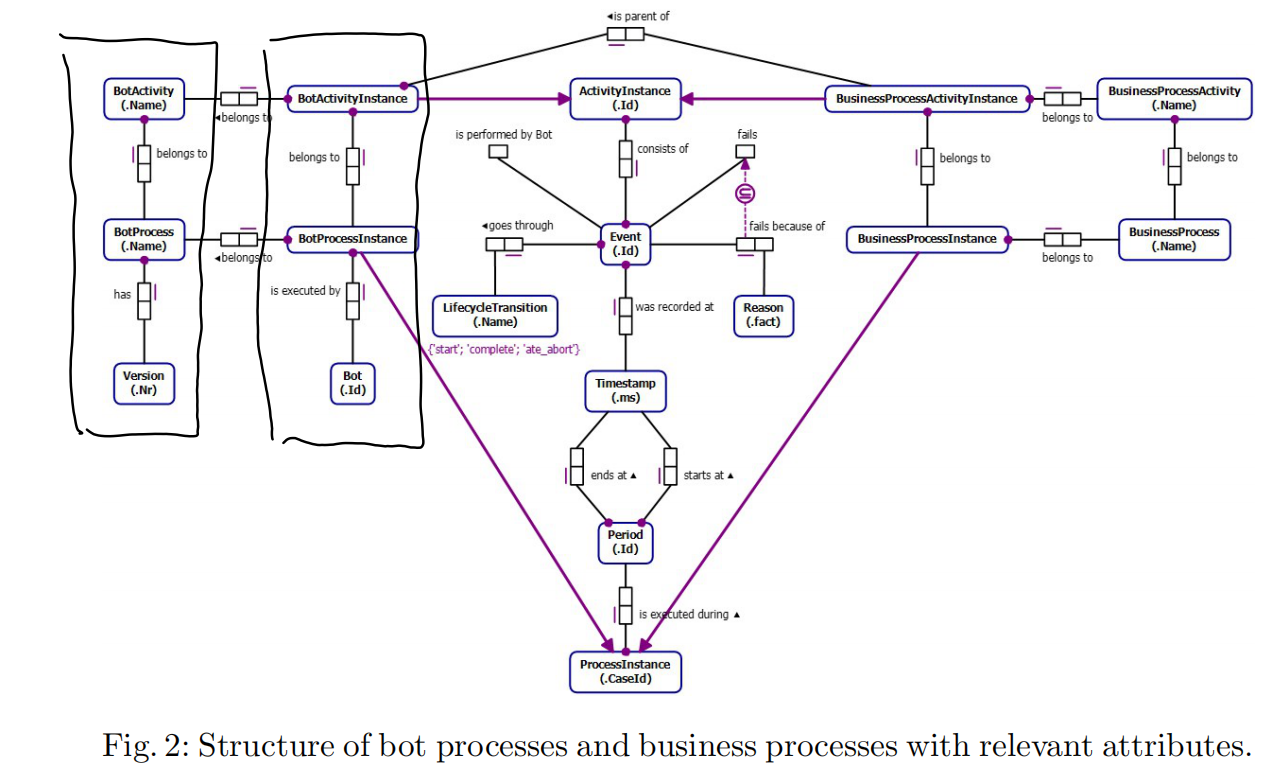 ◄is parent of
BotActivity
(.Name)
◄belongs to
BotActivityInstance
ActivityInstance
(.Id)
BusinessProcessActivityInstance
belongs to
BusinessProcessActivity
(.Name)
belongs to
belongs to
is performed by Bot
consists of
fails
belongs to
belongs to
BotProcess
(.Name)
◄belongs to
BotProcessInstance
◄goes through
Event
(.Id)
fails because of
BusinessProcessInstance
belongs to
BusinessProcess
(.Name)
has
is executed by
LifecycleTransition
(.Name)
{'start'; 'complete'; 'ate_abort'}
was recorded at
Reason
(.fact)
Version
(.Nr)
Bot
(.Id)
Timestamp
(.ms)
ends at ▲
starts at ▲
Period
(.Id)
is executed during ▲
ProcessInstance
(.CaseId)
Fig. 2: Structure of bot processes and business processes with relevant attributes.